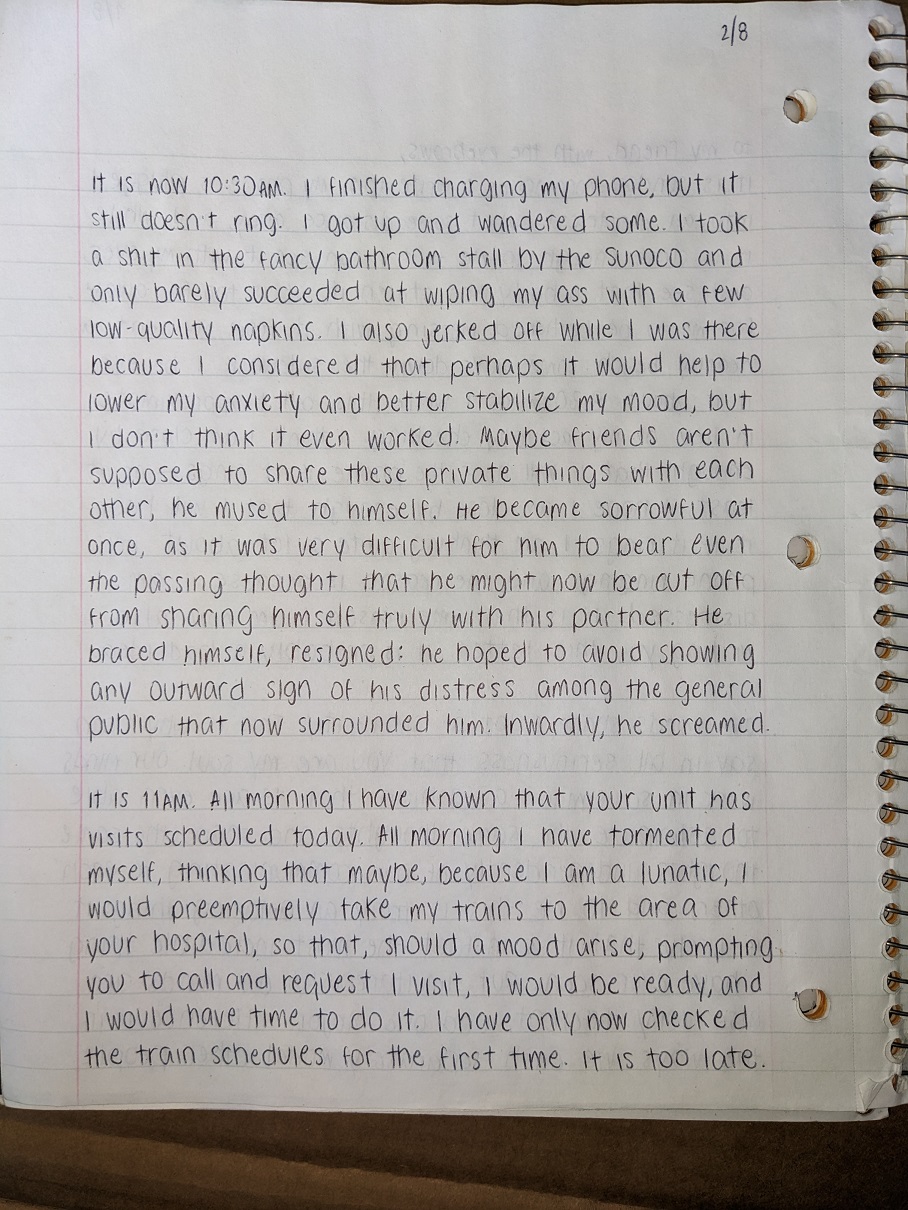 2/8
It is now 10:30AM. I finished charging my phone, but it
still doesn't ring. I got up and wandered some. I took
a shit in the fancy bathroom stall by the Sunoco and
only barely succeeded at wiping my ass with a few
low-quality napkins. I also jerked off while I was there
because I considered that perhaps it would help to
lower my anxiety and better stabilize my mood, but
I don't think it even worked. Maybe friends aren't
supposed to share these private things with each
other, he mused to himself. He became sorrowful at
once, as it was very difficult for him to bear even
the passing thought that he might now be cut off
from sharing himself truly with his partner. He
braced himself, resigned: he hoped to avoid showing
any outward sign of his distress among the general
public that now surrounded him. Inwardly, he screamed.
It is 11AM. All morning I have known that your unit has
visits scheduled today. All morning I have tormented
myself, thinking that maybe, because I am a lunatic, I
would preemptively take my trains to the area of
your hospital, so that, should a mood arise, prompting
you to call and request I visit, I would be ready, and
I would have time to do it. I have only now checked
the train schedules for the first time. It is too late.